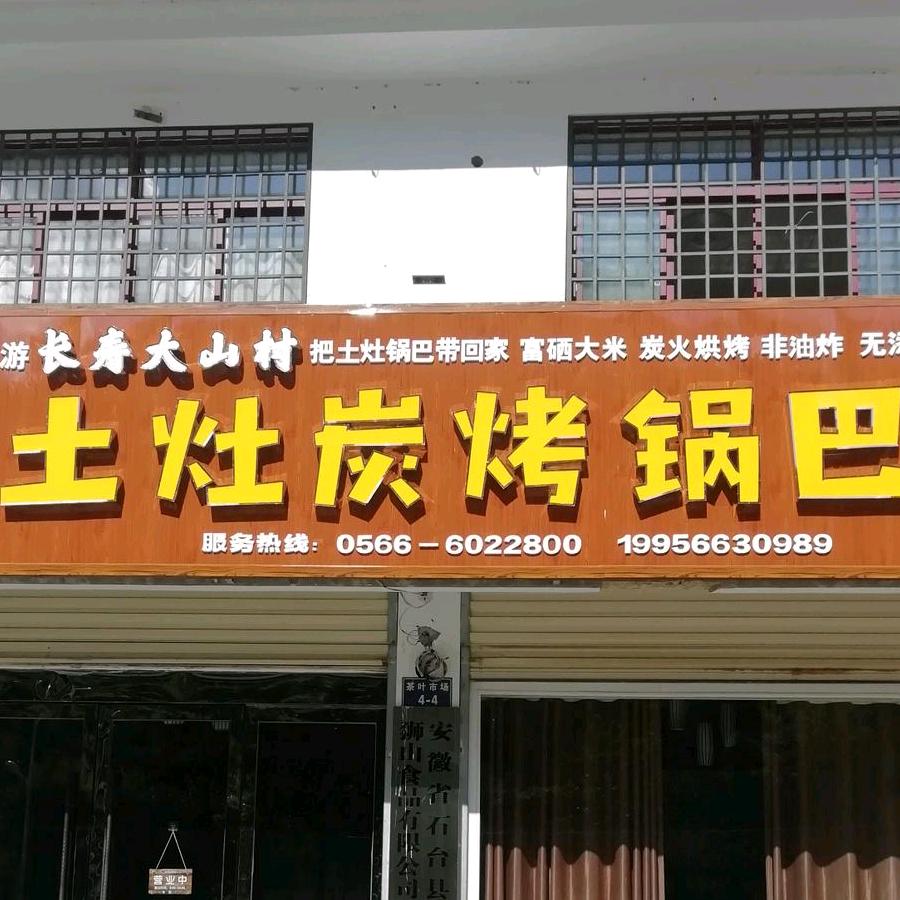 游 长寿大山村 把土灶锅巴带回家 富硒大米 炭火烘烤 非油炸 无
土灶炭烤锅巴
服务热线：0566－6022800 19956630989
茶叶市场
4-4
安徽省石台县
狮山食品有限公司
营业中